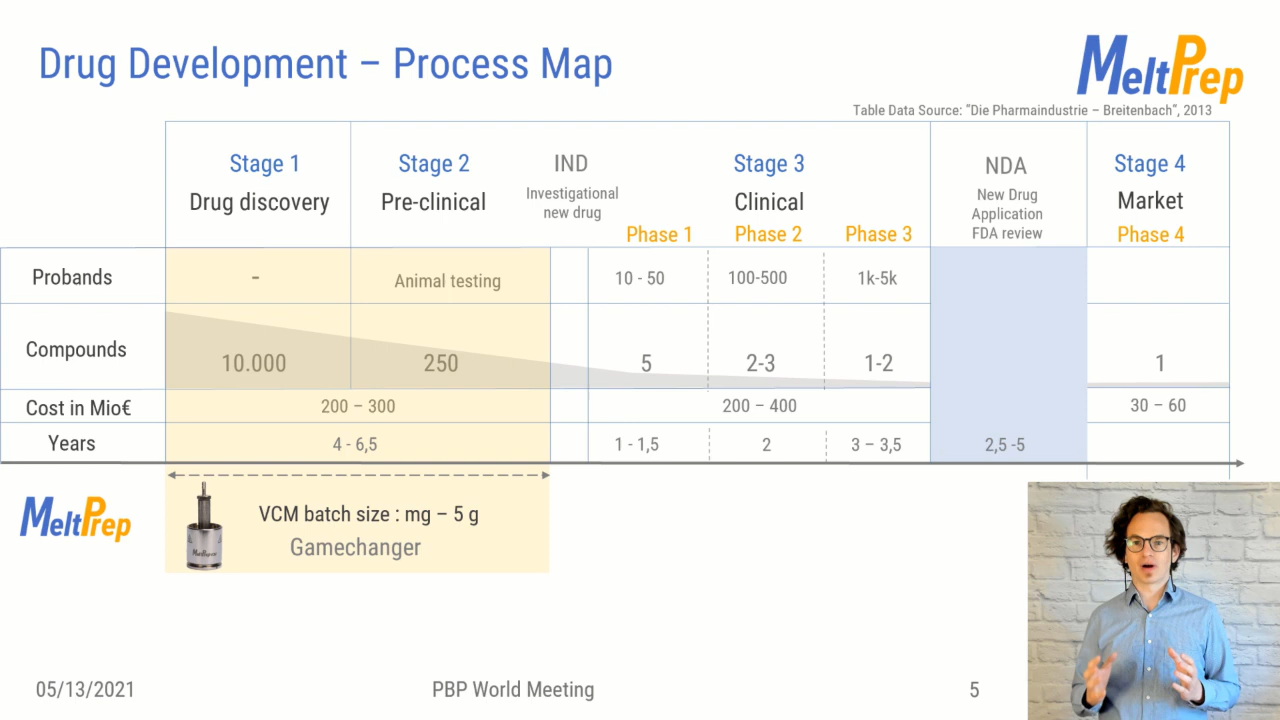 Drug Development – Process Map
MeltPrep
Table Data Source: "Die Pharmaindustrie – Breitenbach", 2013
Stage 1
Drug discovery
Stage 2
Pre-clinical
IND
Investigational
new drug
Stage 3
Clinical
Phase 1
Phase 2
Phase 3
NDA
New Drug
Application
FDA review
Stage 4
Market
Phase 4
Probands - Animal testing 10 - 50 100-500 1k-5k
Compounds 10.000 250 5 2-3 1-2 1
Cost in Mio€ 200 – 300 200 – 400 30 – 60
Years 4 - 6,5 1 - 1,5 2 3 – 3,5 2,5 -5
MeltPrep
VCM batch size : mg – 5 g
Gamechanger
05/13/2021 PBP World Meeting 5